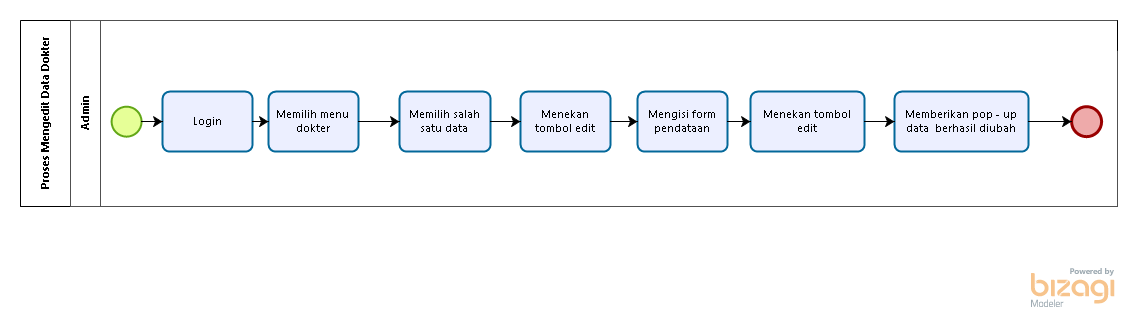 Proses Mengedit Data Dokter
Admin
Login
Memilih menu
dokter
Memilih salah
satu data
Menekan
tombol edit
Mengisi form
pendataan
Menekan tombol
edit
Memberikan pop - up
data  berhasil diubah
Powered by
bizagi
Modeler